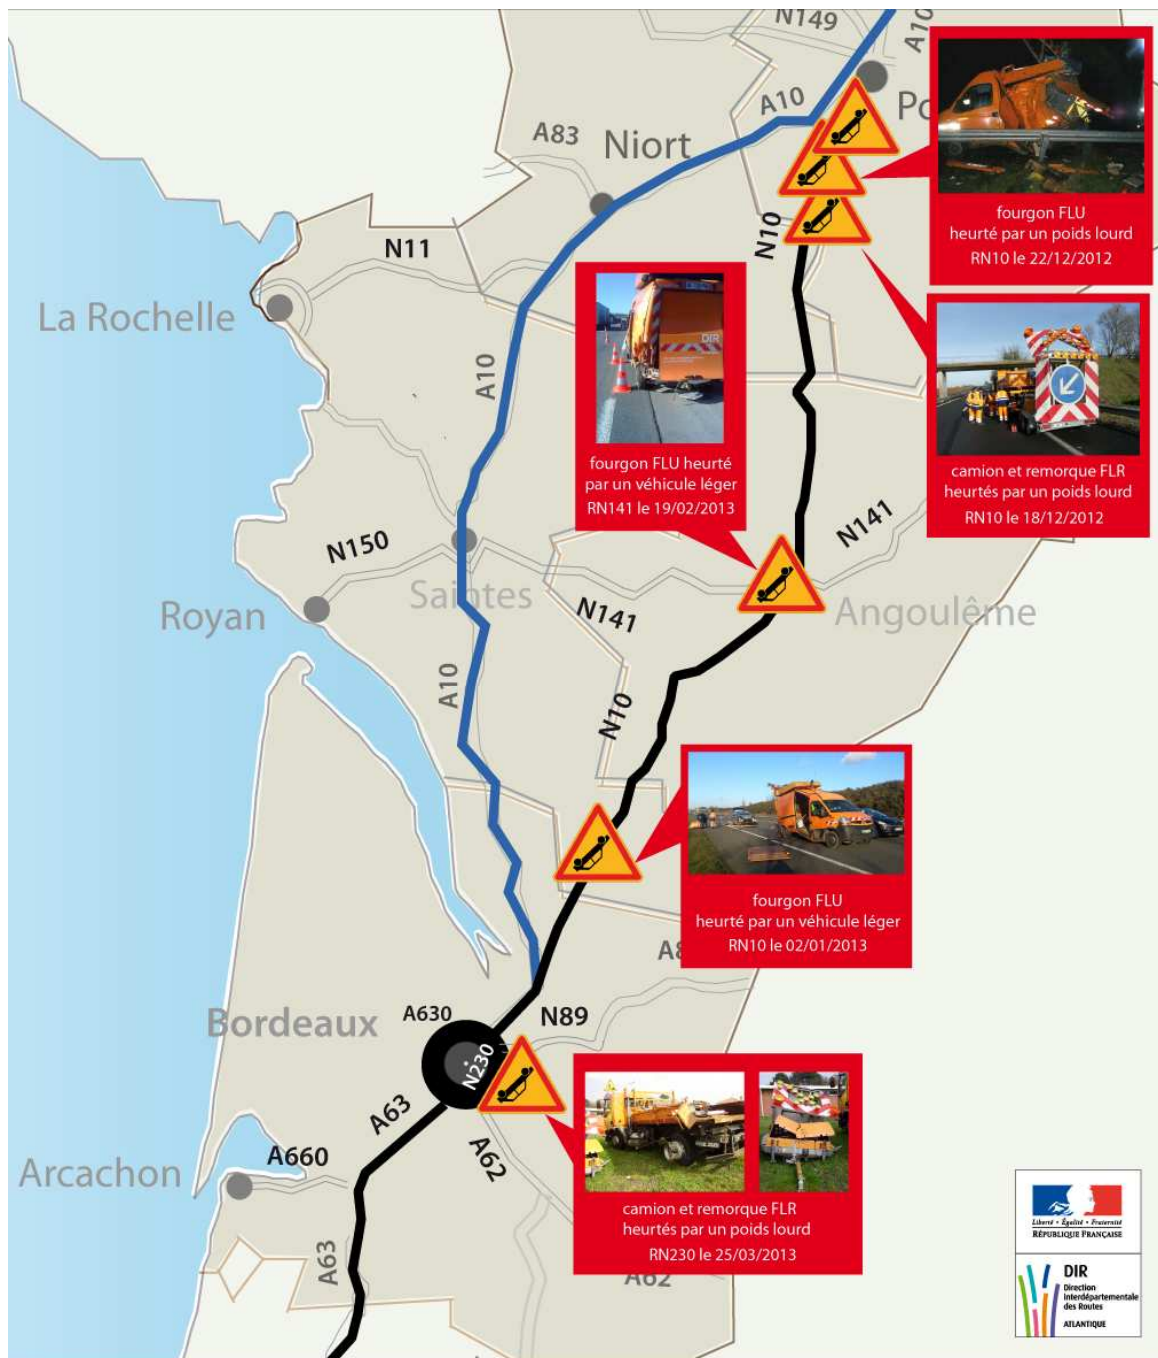 N149
A10
A10
Niort
A83
fourgon FLU
heurté par un poids lourd
RN10 le 22/12/2012
N10
N11
La Rochelle
A10
DIR
fourgon FLU heurté
par un véhicule léger
RN141 le 19/02/2013
camion et remorque FLR
heurtés par un poids lourd
RN10 le 18/12/2012
N150
N141
Saintes
Royan
N141
Angoulême
A10
N10
fourgon FLU
heurté par un véhicule léger
RN10 le 02/01/2013
Bordeaux
A630
N89
N230
A63
A62
Arcachon
A660
camion et remorque FLR
heurtés par un poids lourd
RN230 le 25/03/2013
A63
A62
Liberté • Égalité • Fraternité
RÉPUBLIQUE FRANÇAISE
DIR
Direction
interdépartementale
des Routes
ATLANTIQUE